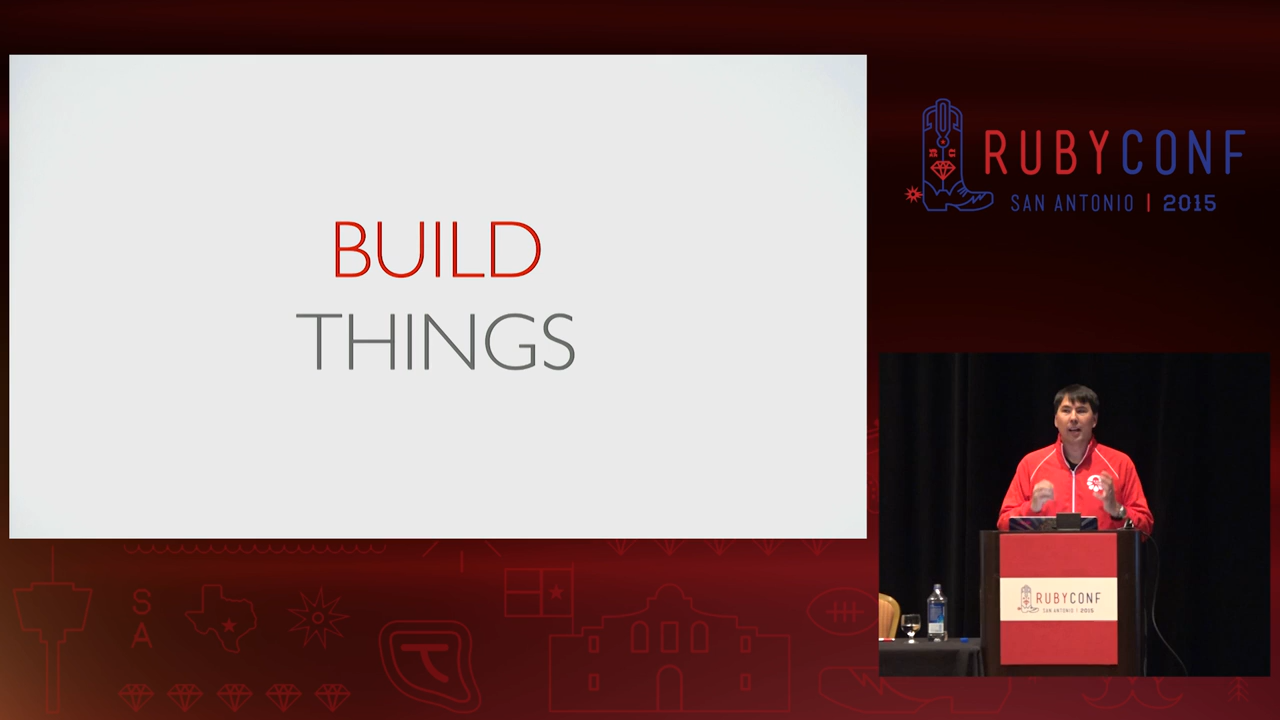 BUILD
THINGS
RUBYCONF
SAN ANTONIO | 2015
RUBYCONF
SAN ANTONIO | 2015
S
A